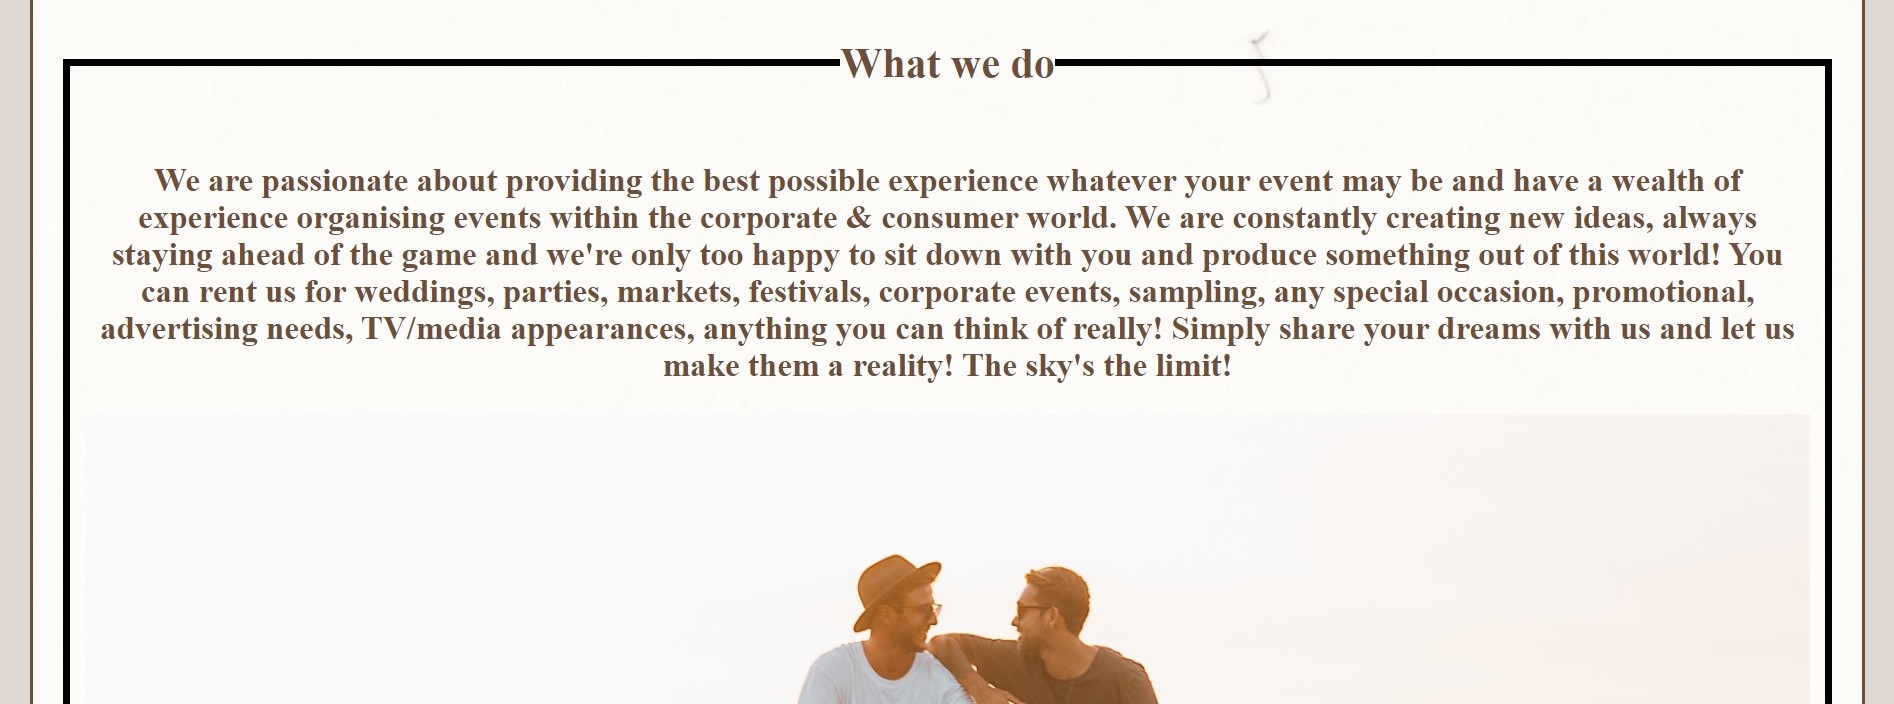 What we do
We are passionate about providing the best possible experience whatever your event may be and have a wealth of
experience organising events within the corporate & consumer world. We are constantly creating new ideas, always
staying ahead of the game and we're only too happy to sit down with you and produce something out of this world! You
can rent us for weddings, parties, markets, festivals, corporate events, sampling, any special occasion, promotional,
advertising needs, TV/media appearances, anything you can think of really! Simply share your dreams with us and let us
make them a reality! The sky's the limit!